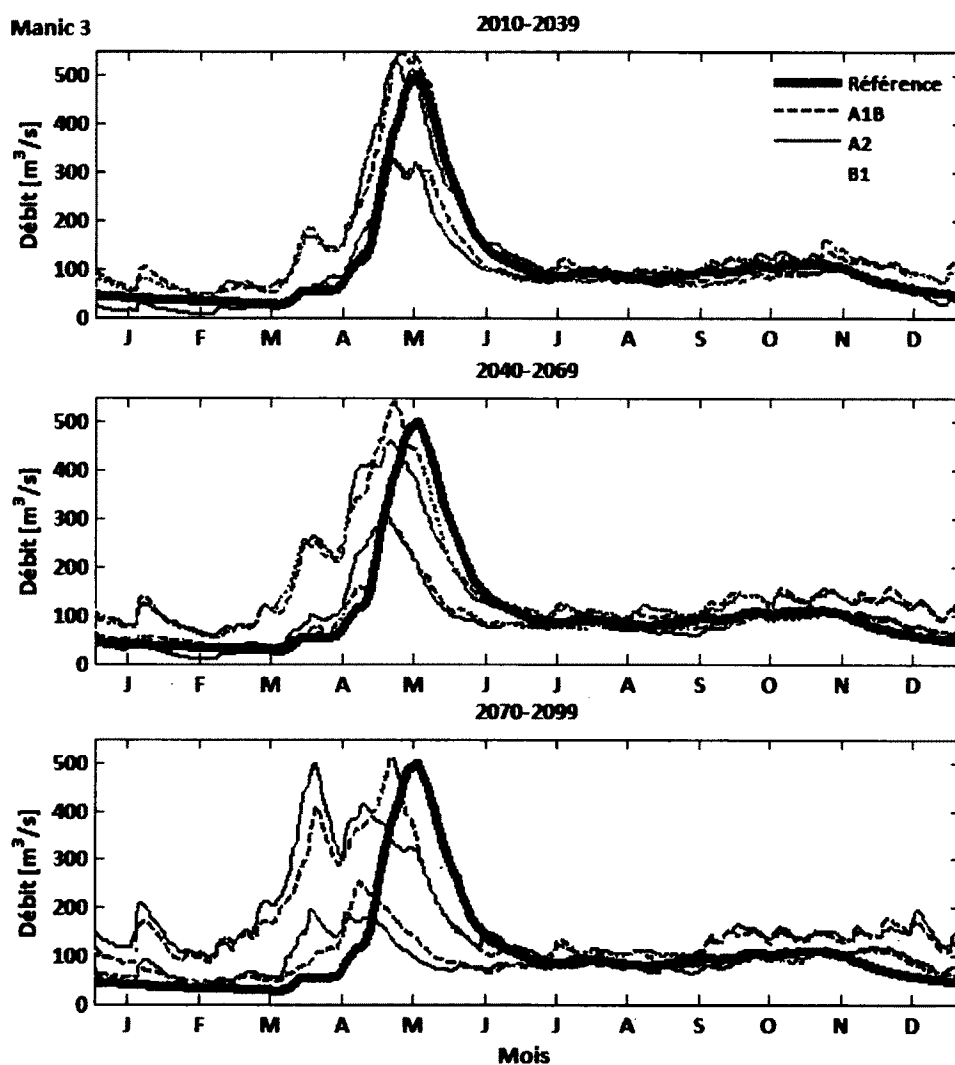 Manic 3
2010-2039
Débit [m³/s]
500
400
300
200
100
0
Référence
A1B
A2
B1
J F M A M J J A S O N D
2040-2069
Débit [m³/s]
500
400
300
200
100
0
J F M A M J J A S O N D
2070-2099
Débit [m³/s]
500
400
300
200
100
0
J F M A M J J A S O N D
Mois